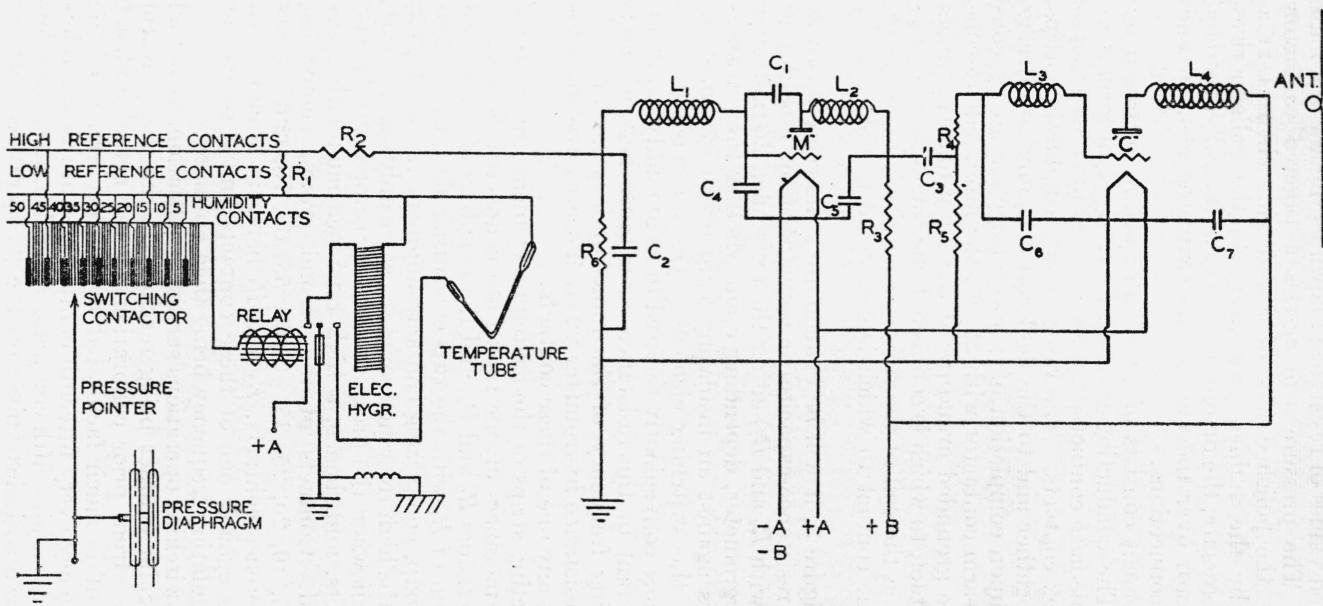 HIGH REFERENCE CONTACTS
LOW REFERENCE CONTACTS
50 45 40 35 30 25 20 15 10 5 HUMIDITY
CONTACTS
SWITCHING
CONTACTOR
RELAY
PRESSURE
POINTER
+A
ELEC.
HYGR.
TEMPERATURE
TUBE
PRESSURE
DIAPHRAGM
R2
R1
L1
C1
L2
"M"
C4
C5
R6
C2
R3
C3
R4
R5
L3
L4
"C"
C6
C7
ANT.
-A +A +B
-B